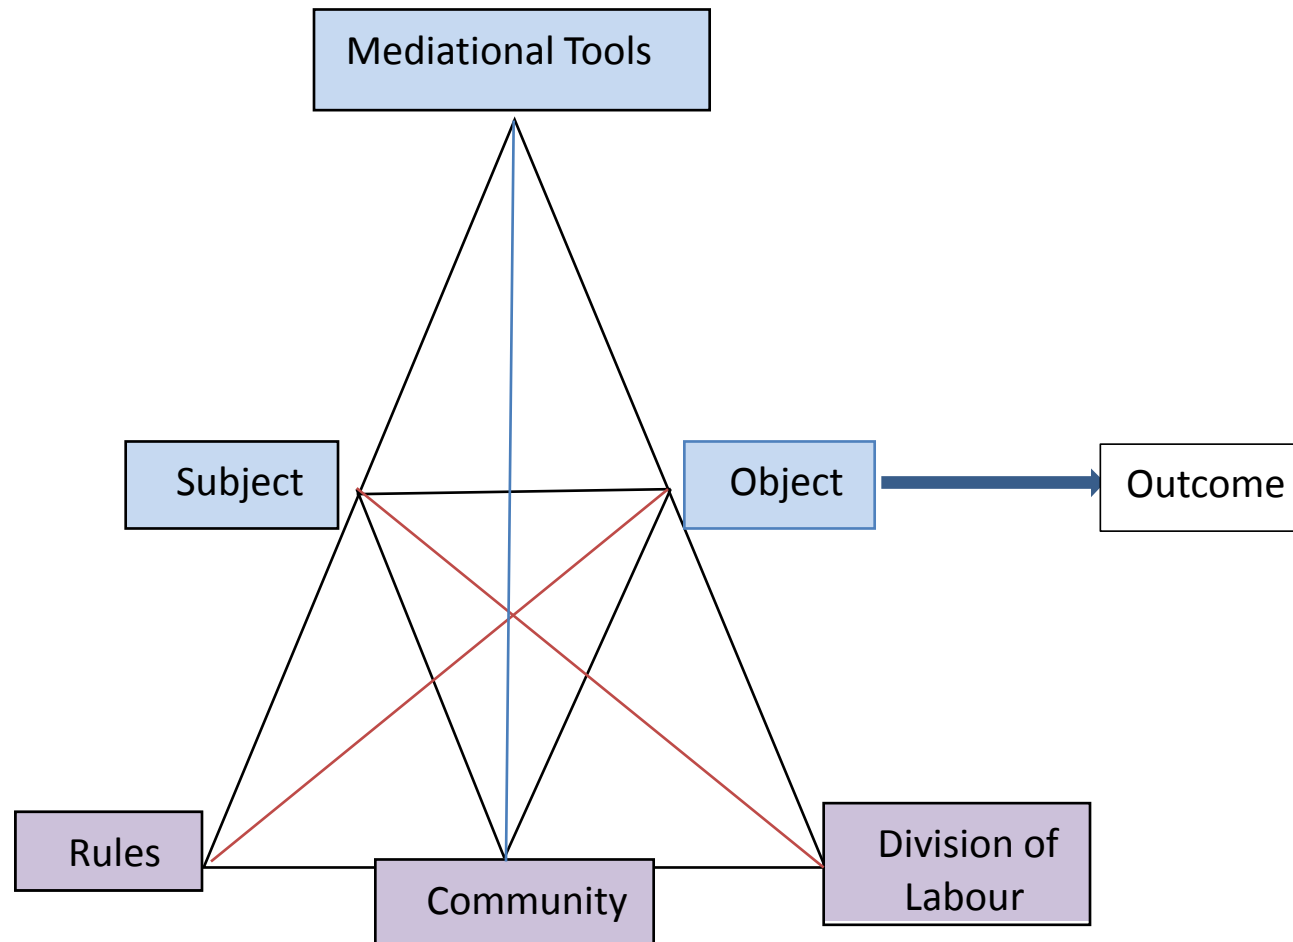 Mediational Tools
Subject
Object
Outcome
Rules
Community
Division of
Labour